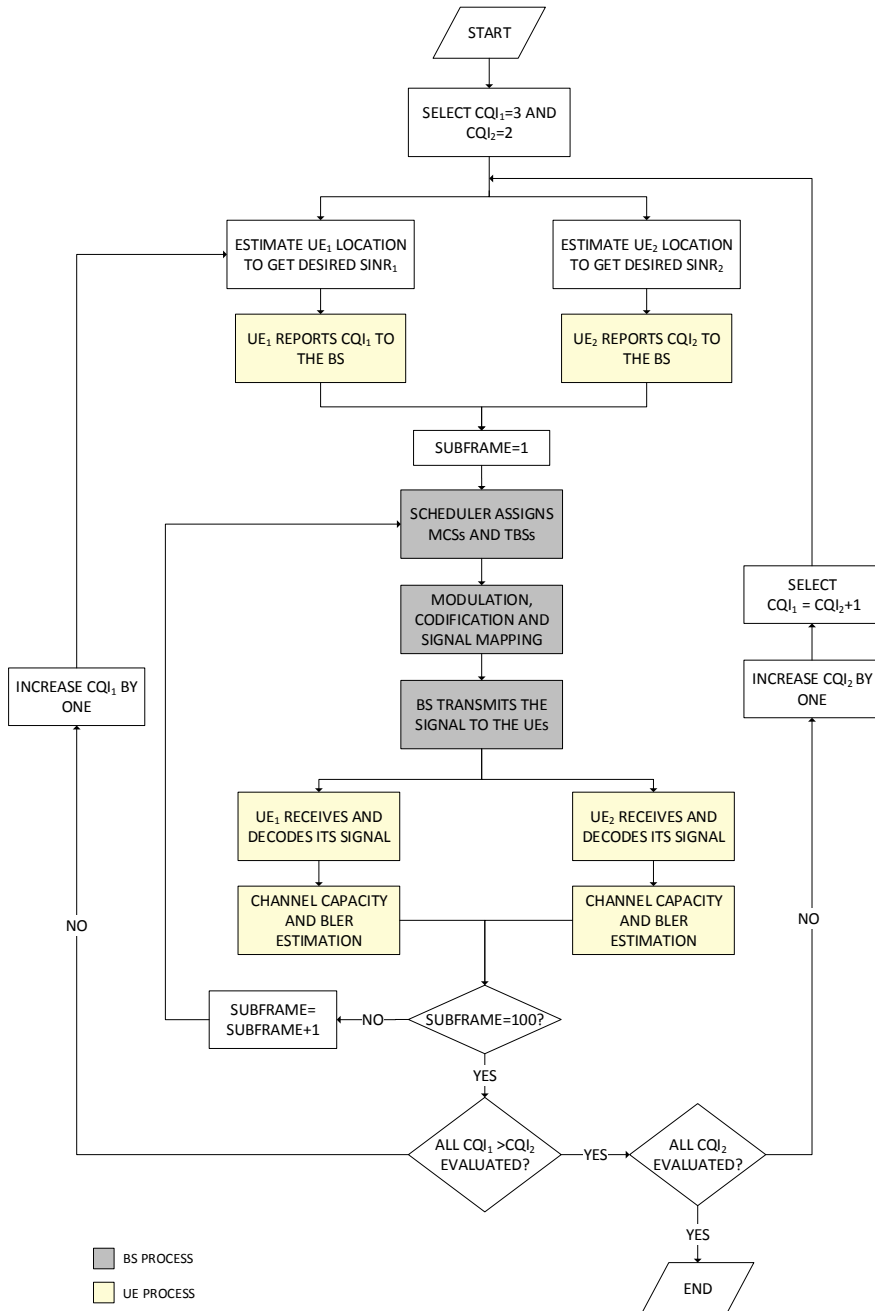 START
SELECT CQI₁=3 AND
CQI₂=2
ESTIMATE UE₁ LOCATION
TO GET DESIRED SINR₁
ESTIMATE UE₂ LOCATION
TO GET DESIRED SINR₂
UE₁ REPORTS CQI₁ TO
THE BS
UE₂ REPORTS CQI₂ TO
THE BS
SUBFRAME=1
SCHEDULER ASSIGNS
MCSs AND TBSs
MODULATION,
CODIFICATION AND
SIGNAL MAPPING
SELECT
CQI₁ = CQI₂+1
INCREASE CQI₁ BY
ONE
BS TRANSMITS THE
SIGNAL TO THE UEs
INCREASE CQI₂ BY
ONE
UE₁ RECEIVES AND
DECODES ITS SIGNAL
UE₂ RECEIVES AND
DECODES ITS SIGNAL
NO
CHANNEL CAPACITY
AND BLER
ESTIMATION
CHANNEL CAPACITY
AND BLER
ESTIMATION
NO
SUBFRAME=
SUBFRAME+1
NO
SUBFRAME=100?
YES
ALL CQI₁ >CQI₂
EVALUATED?
YES
ALL CQI₂
EVALUATED?
YES
BS PROCESS
UE PROCESS
END